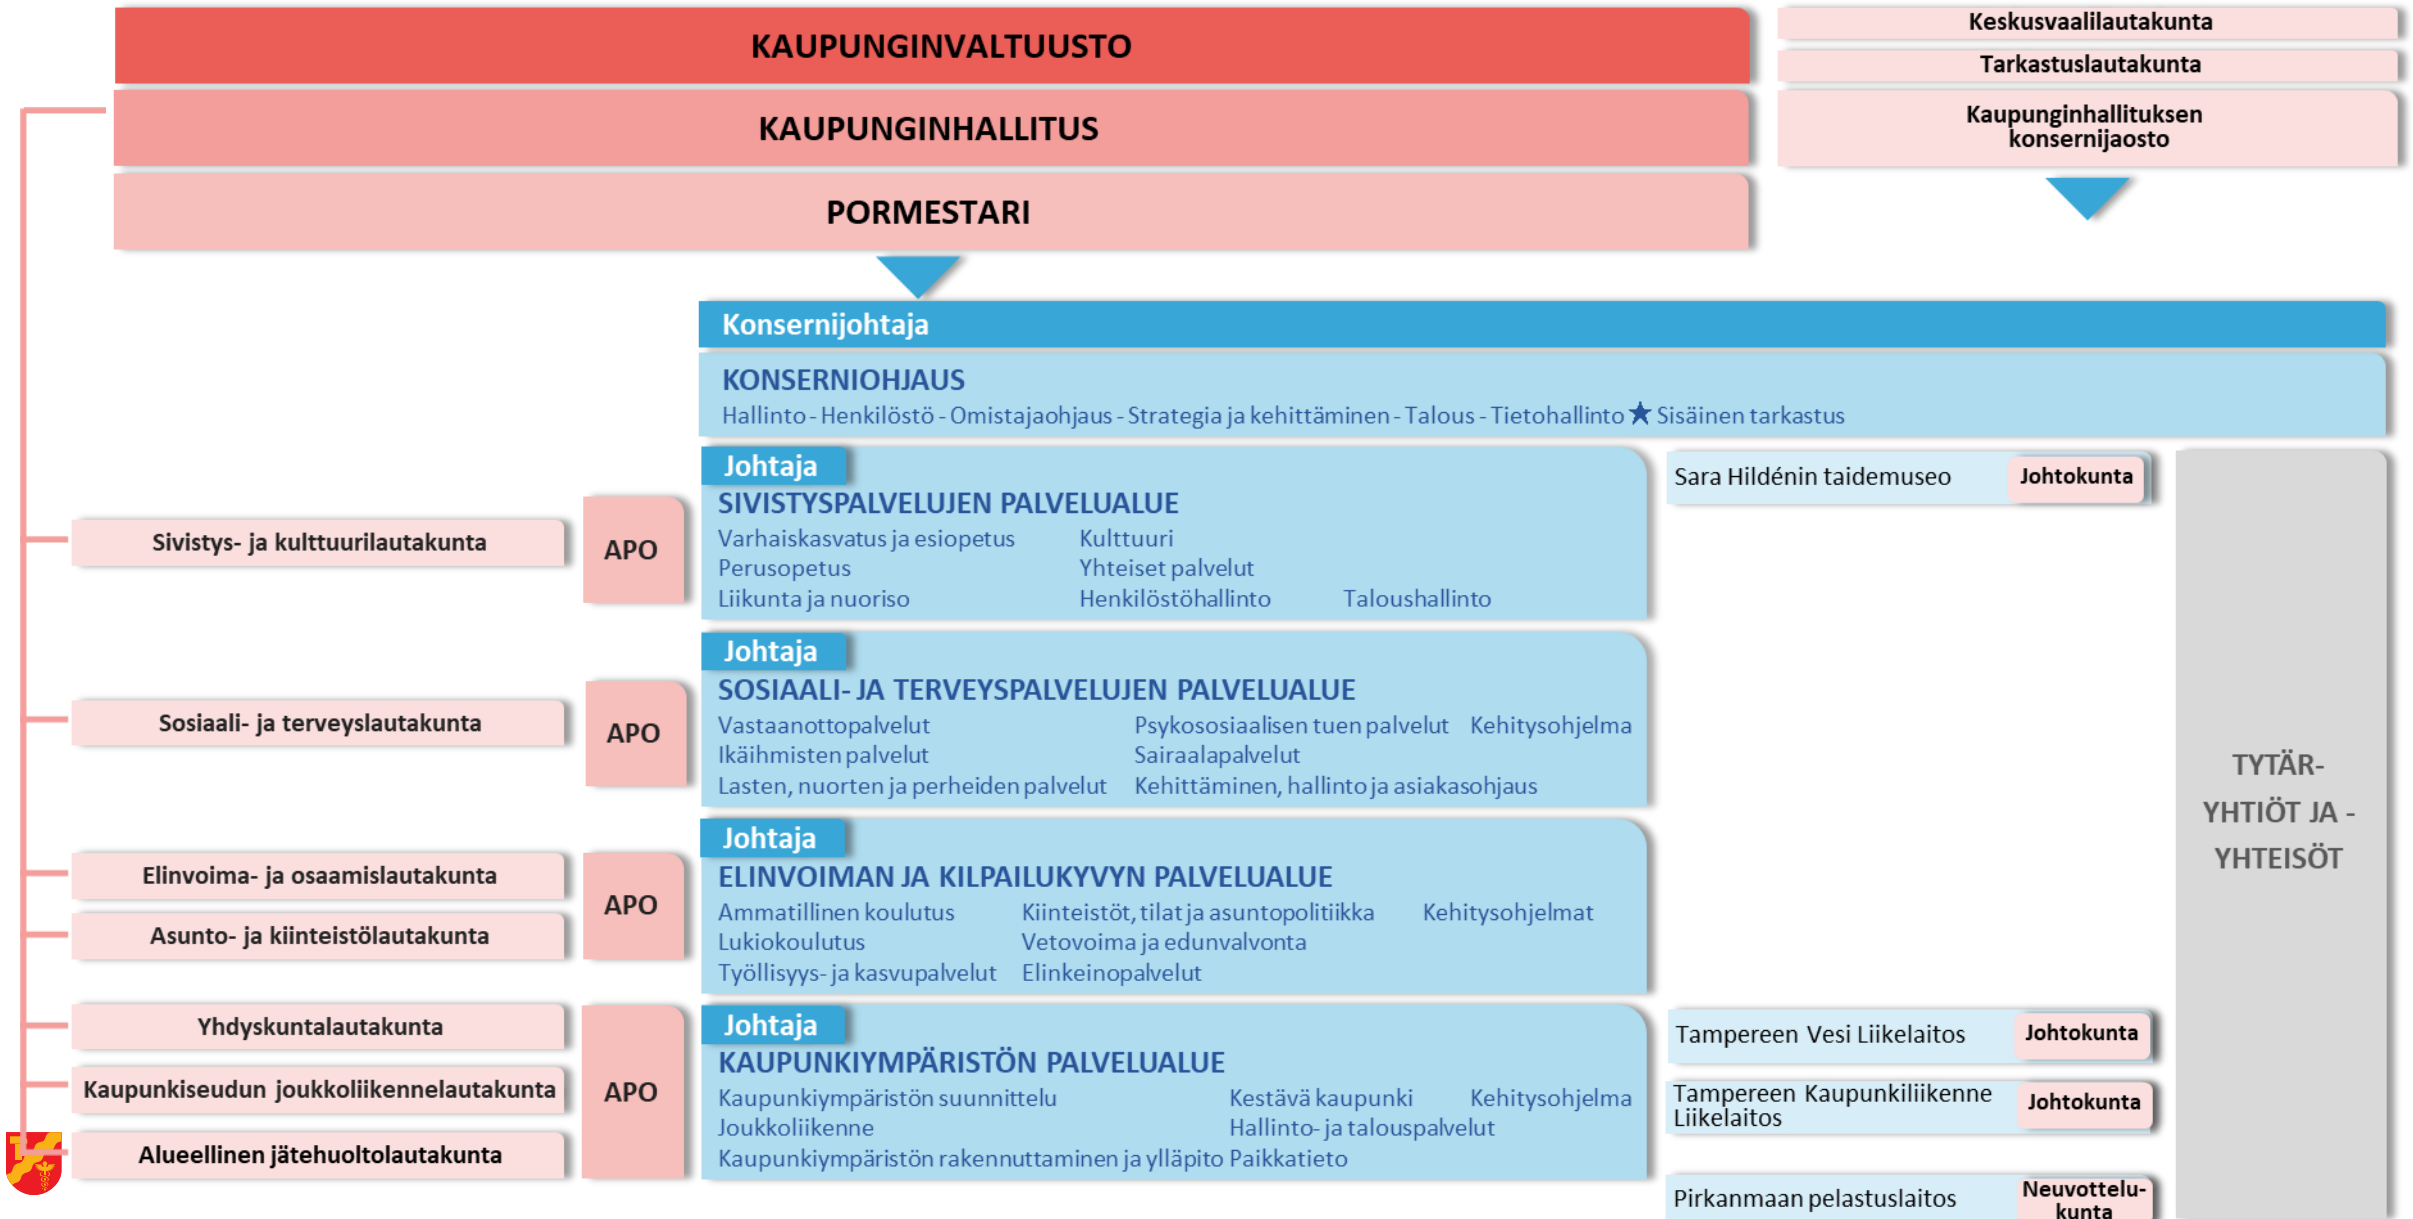 KAUPUNGINVALTUUSTO
KAUPUNGINHALLITUS
PORMESTARI
Keskusvaalilautakunta
Tarkastuslautakunta
Kaupunginhallituksen
konsernijaosto
Konsernijohtaja
KONSERNIOHJAUS
Hallinto - Henkilöstö - Omistajaohjaus - Strategia ja kehittäminen - Talous - Tietohallinto ★ Sisäinen tarkastus
Sivistys- ja kulttuurilautakunta
APO
Johtaja
SIVISTYSPALVELUJEN PALVELUALUE
Varhaiskasvatus ja esiopetus Kulttuuri
Perusopetus Yhteiset palvelut
Liikunta ja nuoriso Henkilöstöhallinto Taloushallinto
Sara Hildénin taidemuseo Johtokunta
Sosiaali- ja terveyslautakunta
APO
Johtaja
SOSIAALI- JA TERVEYSPALVELUJEN PALVELUALUE
Vastaanottopalvelut Psykososiaalisen tuen palvelut Kehitysohjelma
Ikäihmisten palvelut Sairaalapalvelut
Lasten, nuorten ja perheiden palvelut Kehittäminen, hallinto ja asiakasohjaus
Elinvoima- ja osaamislautakunta
Asunto- ja kiinteistölautakunta
APO
Johtaja
ELINVOIMAN JA KILPAILUKYVYN PALVELUALUE
Ammatillinen koulutus Kiinteistöt, tilat ja asuntopolitiikka Kehitysohjelmat
Lukiokoulutus Vetovoima ja edunvalvonta
Työllisyys- ja kasvupalvelut Elinkeinopalvelut
Yhdyskuntalautakunta
Kaupunkiseudun joukkoliikennelautakunta
Alueellinen jätehuoltolautakunta
APO
Johtaja
KAUPUNKIYMPÄRISTÖN PALVELUALUE
Kaupunkiympäristön suunnittelu Kestävä kaupunki Kehitysohjelma
Joukkoliikenne Hallinto- ja talouspalvelut
Kaupunkiympäristön rakennuttaminen ja ylläpito Paikkatieto
Tampereen Vesi Liikelaitos Johtokunta
Tampereen Kaupunkiliikenne
Liikelaitos
Johtokunta
Pirkanmaan pelastuslaitos
Neuvottelu-
kunta
TYTÄR-
YHTIÖT JA -
YHTEISÖT